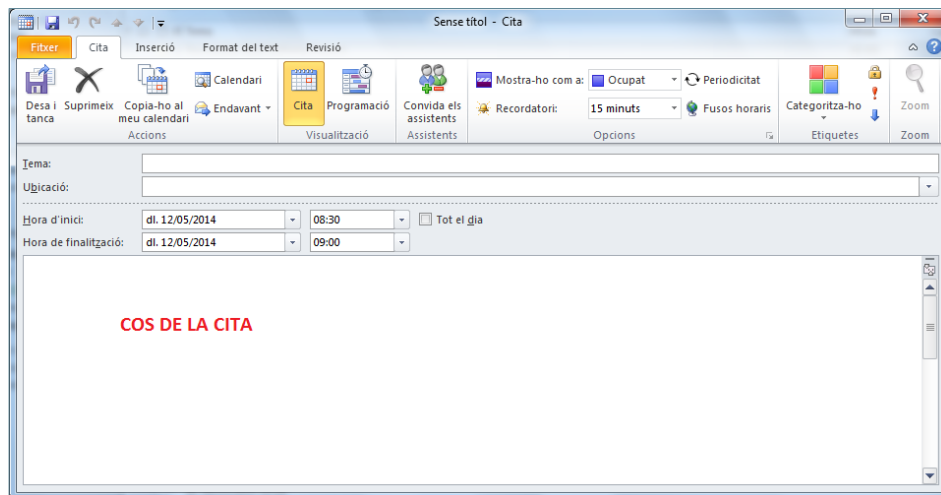 Sense títol - Cita
Fitxer Cita Inserció Format del text Revisió
Desa i tanca
Suprimeix
Copia-ho al meu calendari
Calendari
Endavant
Accions
Cita
Programació
Visualització
Convida els assistents
Assistents
Mostra-ho com a: Ocupat
Recordatori: 15 minuts
Periodicitat
Fusos horaris
Opcions
Categoritza-ho
Etiquetes
Zoom
Zoom
Tema:
Ubicació:
Hora d'inici: dl. 12/05/2014 08:30 Tot el dia
Hora de finalització: dl. 12/05/2014 09:00
COS DE LA CITA